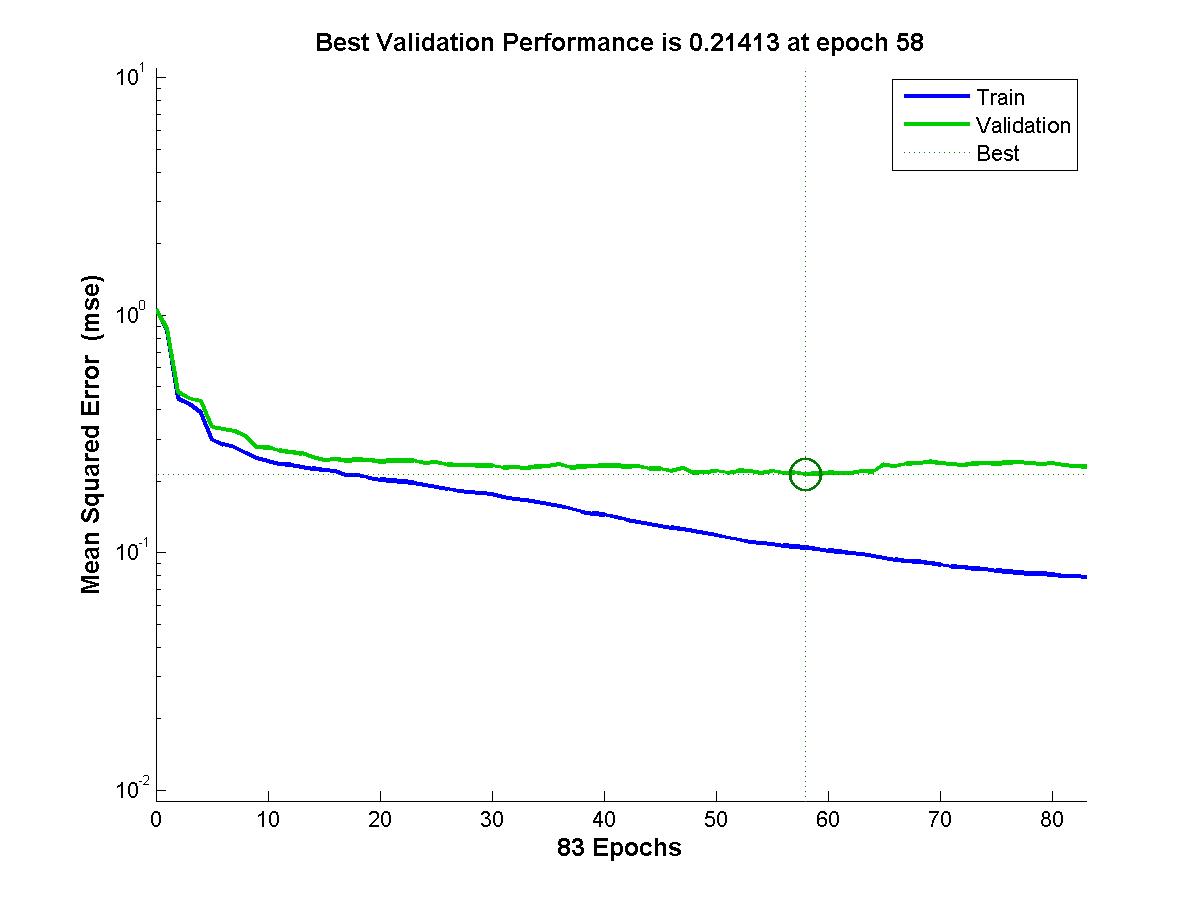 Best Validation Performance is 0.21413 at epoch 58
10^1
10^0
10^-1
10^-2
Mean Squared Error (mse)
Train
Validation
Best
0 10 20 30 40 50 60 70 80
83 Epochs